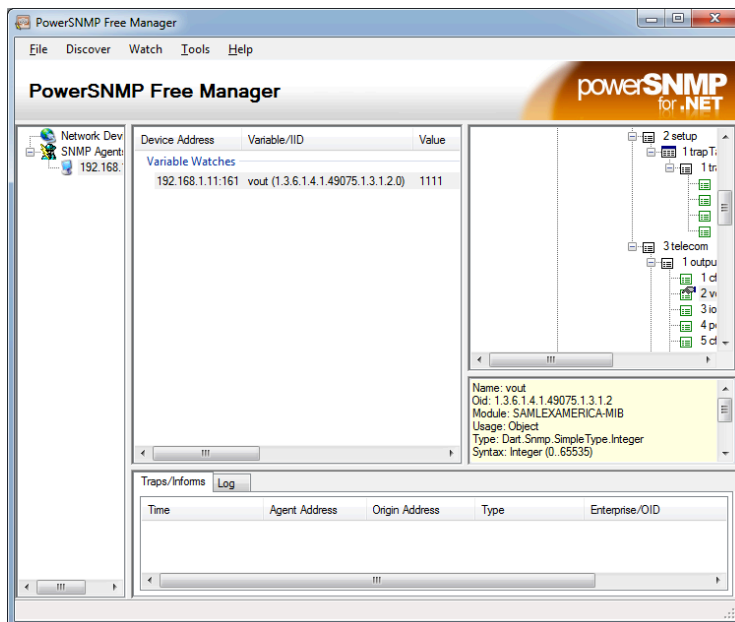 PowerSNMP Free Manager
File Discover Watch Tools Help
PowerSNMP Free Manager
powerSNMP
for .NET
Network Dev
SNMP Agent
192.168.
Device Address Variable/IID Value
Variable Watches
192.168.1.11:161 vout (1.3.6.1.4.1.49075.1.3.1.2.0) 1111
2 setup
1 trapT
1 tr
3 telecom
1 outpu
1 cf
2 v
3 io
4 p
5 cf
Name: vout
Oid: 1.3.6.1.4.1.49075.1.3.1.2
Module: SAMLEXAMERICA-MIB
Usage: Object
Type: Dart.Snmp.SimpleType.Integer
Syntax: Integer (0..65535)
Traps/Informs Log
Time Agent Address Origin Address Type Enterprise/OID